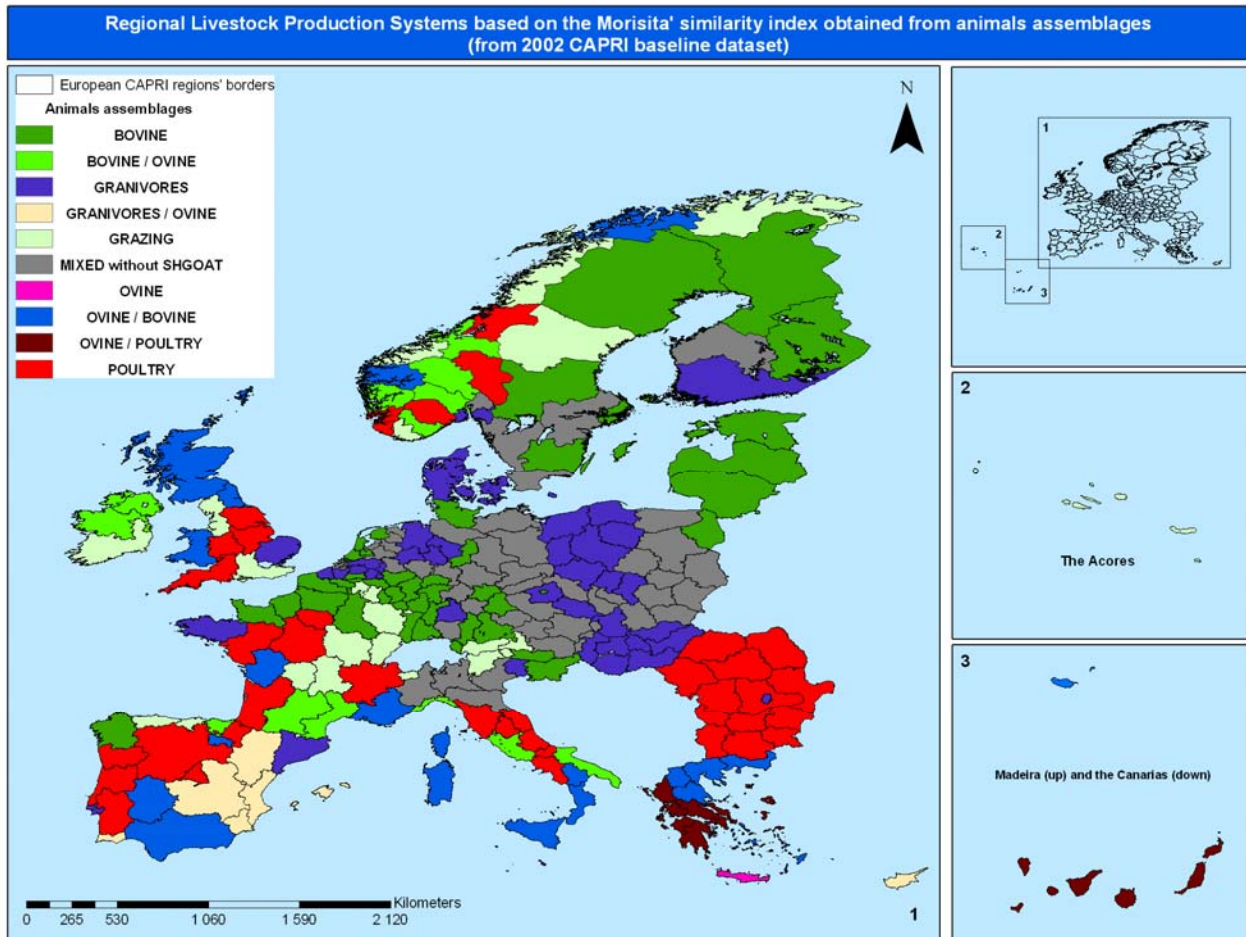 Regional Livestock Production Systems based on the Morisita' similarity index obtained from animals assemblages
(from 2002 CAPRI baseline dataset)
European CAPRI regions' borders
Animals assemblages
BOVINE
BOVINE / OVINE
GRANIVORES
GRANIVORES / OVINE
GRAZING
MIXED without SHGOAT
OVINE
OVINE / BOVINE
OVINE / POULTRY
POULTRY
N
Kilometers
0 265 530 1 060 1 590 2 120
1
1
2
3
2
The Acores
3
Madeira (up) and the Canarias (down)